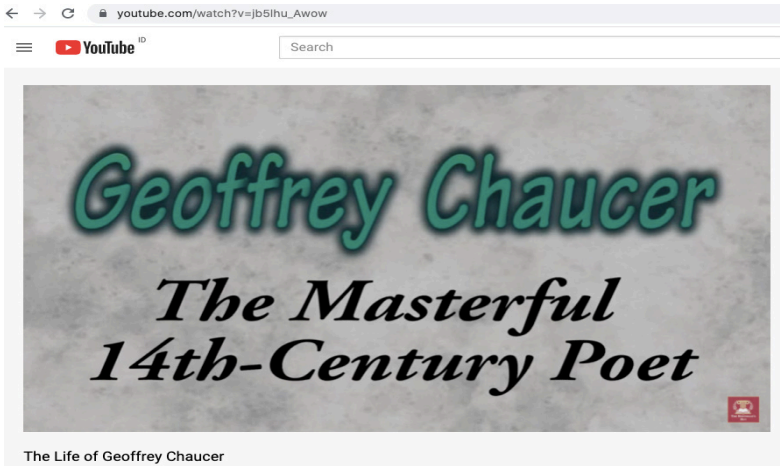 youtube.com/watch?v=jb5lhu_Awow
YouTube ID
Search
Geoffrey Chaucer
The Masterful
14th-Century Poet
The Life of Geoffrey Chaucer